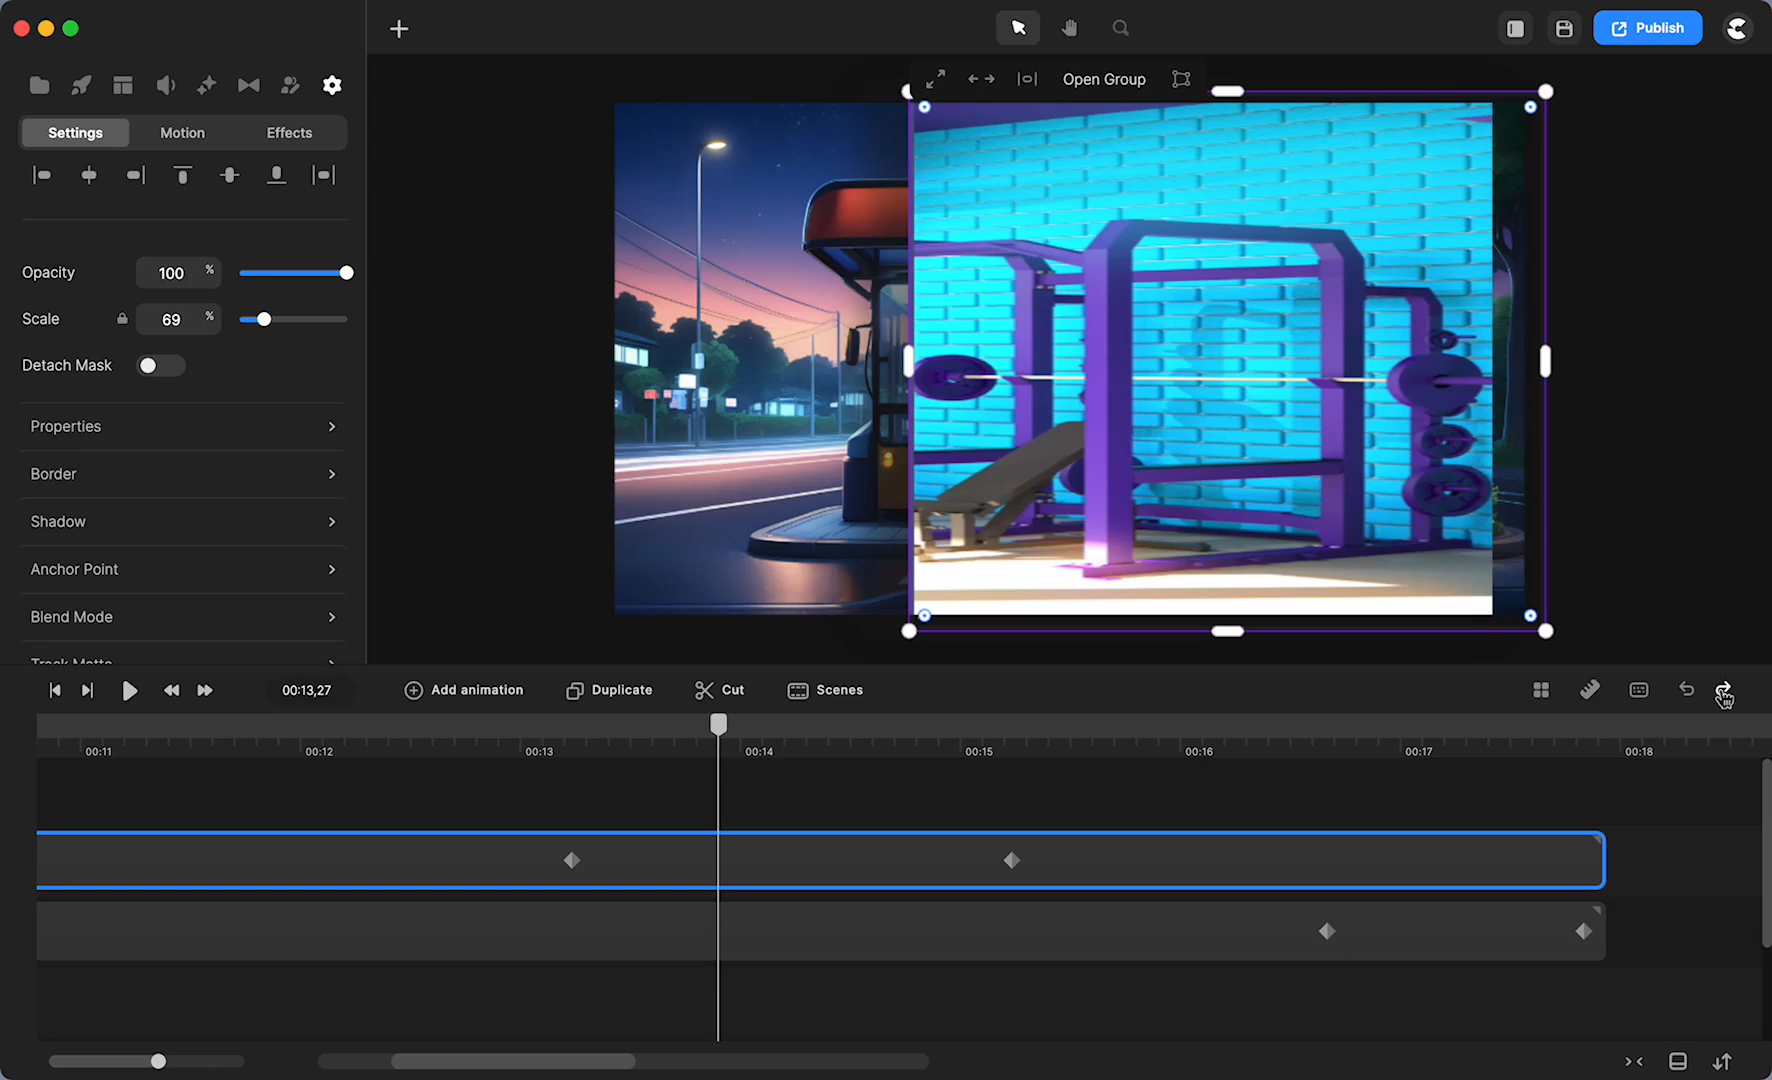 Publish
Open Group
Settings
Motion
Effects
Opacity
100
%
Scale
69
%
Detach Mask
Properties
Border
Shadow
Anchor Point
Blend Mode
Track Matte
00:13,27
Add animation
Duplicate
Cut
Scenes
00:11
00:12
00:13
00:14
00:15
00:16
00:17
00:18